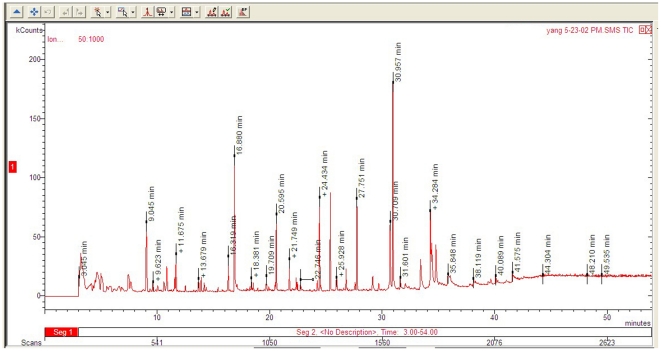 kCounts
Ion...
50:1000
yang 5-23-02 PM.SMS TIC
200
150
100
50
0
1
3.045 min
9.045 min
+ 9.623 min
+ 11.675 min
+ 13.679 min
16.319 min
16.880 min
+ 18.381 min
19.709 min
20.595 min
+ 21.749 min
22.746 min
+ 24.434 min
+ 25.928 min
27.751 min
30.709 min
30.957 min
31.601 min
+ 34.284 min
35.848 min
38.119 min
40.089 min
41.575 min
44.304 min
48.210 min
49.535 min
10
20
30
40
50
minutes
Seg 1
Seg 2, <No Description>, Time: 3.00-54.00
Scans
541
1050
1560
2076
2623